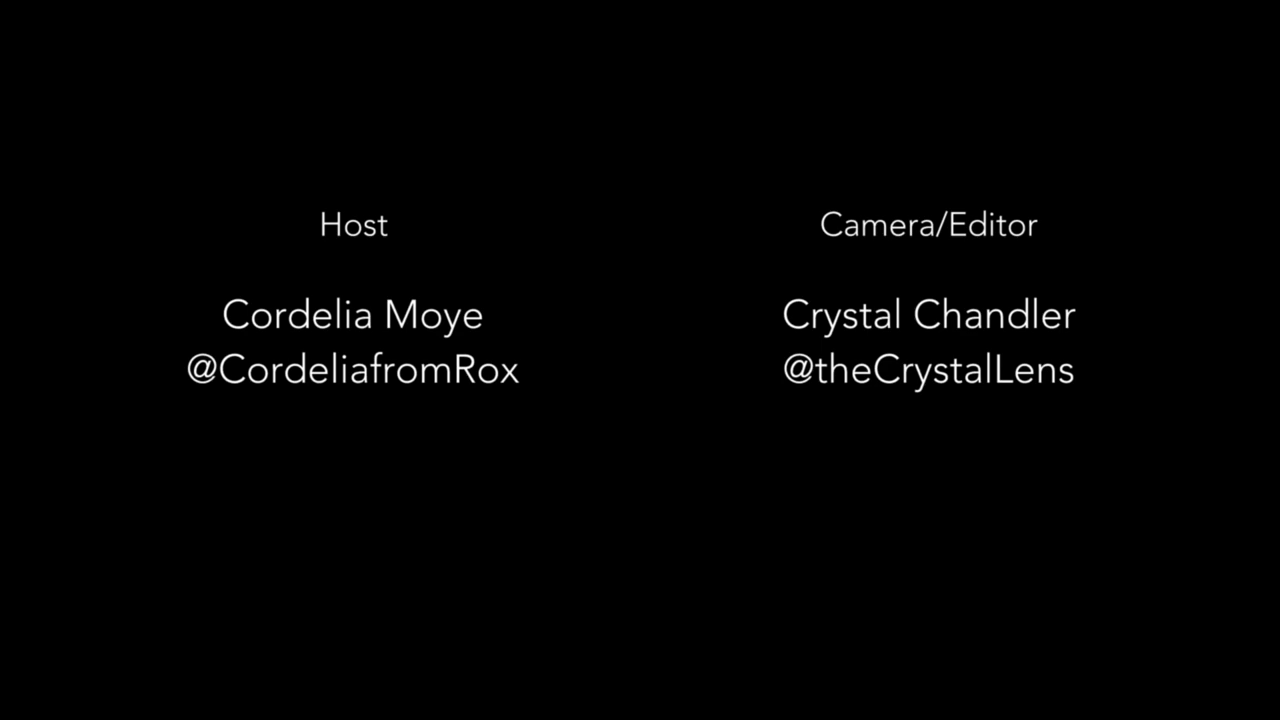 Host
Cordelia Moye
@CordeliafromRox
Camera/Editor
Crystal Chandler
@theCrystalLens